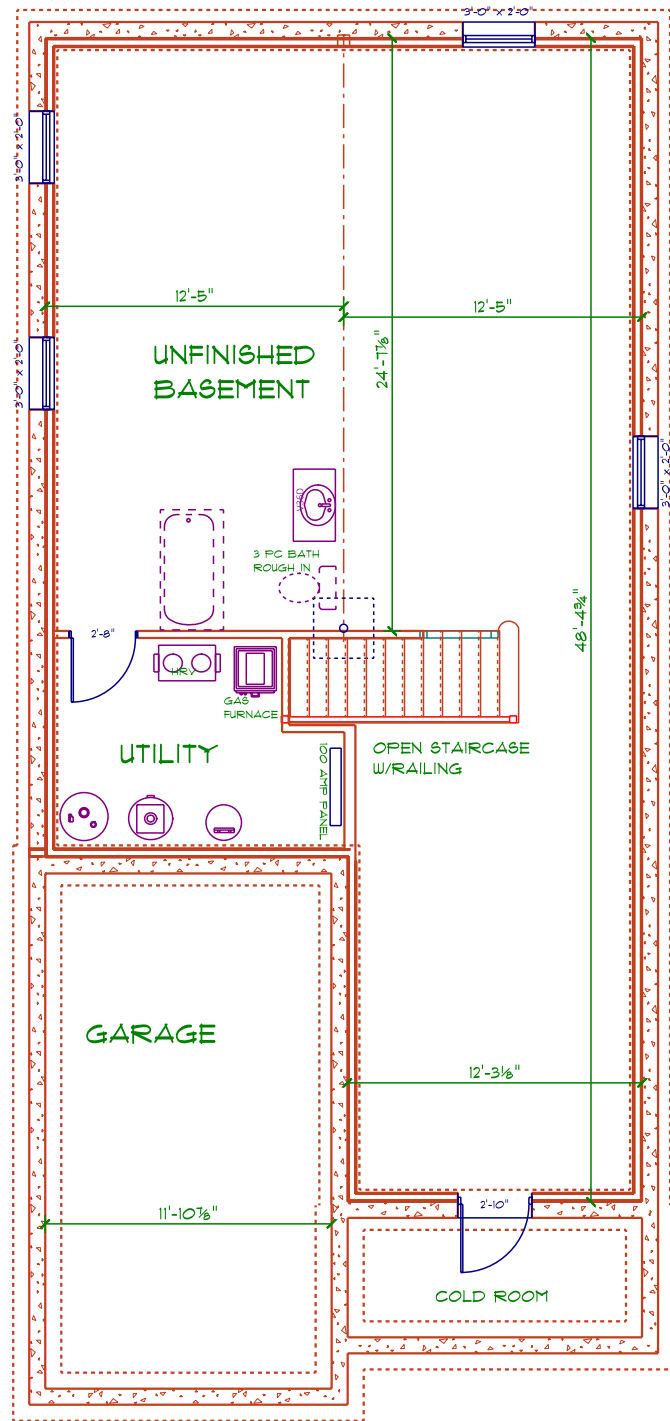 3'-0" x 2'-0"
3'-0" x 2'-0"
12'-5"
12'-5"
24'-7⅞"
3'-0" x 2'-0"
UNFINISHED
BASEMENT
3'-0" x 2'-0"
3 PC BATH
ROUGH IN
48'-4¾"
2'-8"
HRV
GAS
FURNACE
UTILITY
100 AMP PANEL
OPEN STAIRCASE
W/RAILING
GARAGE
12'-3⅛"
11'-10⅞"
2'-10"
COLD ROOM